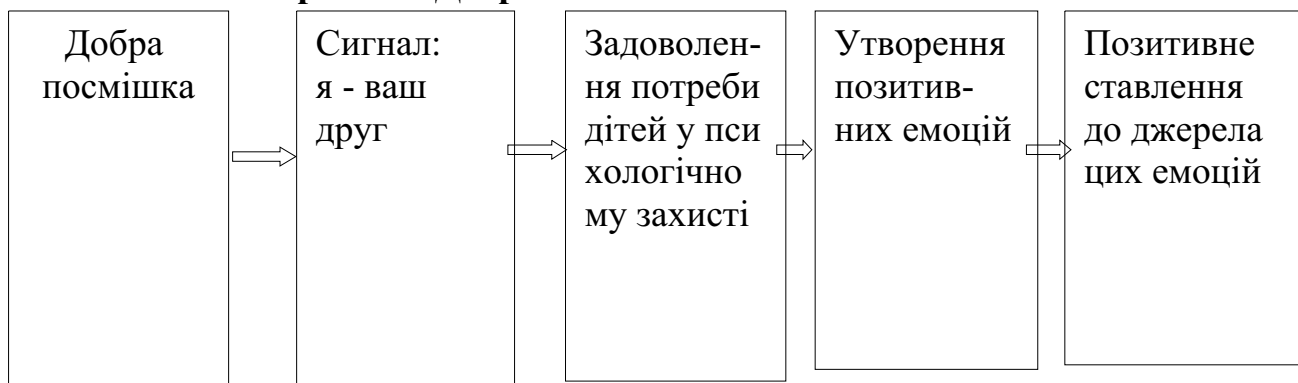 Добра
посмішка
Сигнал:
я - ваш
друг
Задоволен-
ня потреби
дітей у пси
хологічно
му захисті
Утворення
позитив-
них емоцій
Позитивне
ставлення
до джерела
цих емоцій